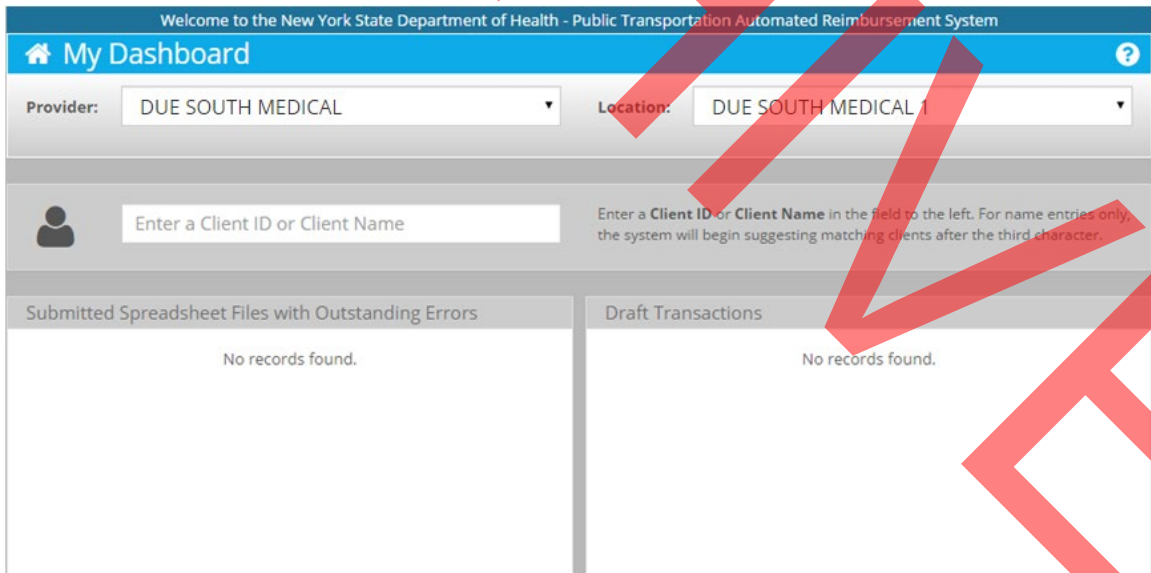 Welcome to the New York State Department of Health - Public Transportation Automated Reimbursement System
My Dashboard
?
Provider: DUE SOUTH MEDICAL Location: DUE SOUTH MEDICAL 1
Enter a Client ID or Client Name
Enter a Client ID or Client Name in the field to the left. For name entries only,
the system will begin suggesting matching clients after the third character.
Submitted Spreadsheet Files with Outstanding Errors
No records found.
Draft Transactions
No records found.